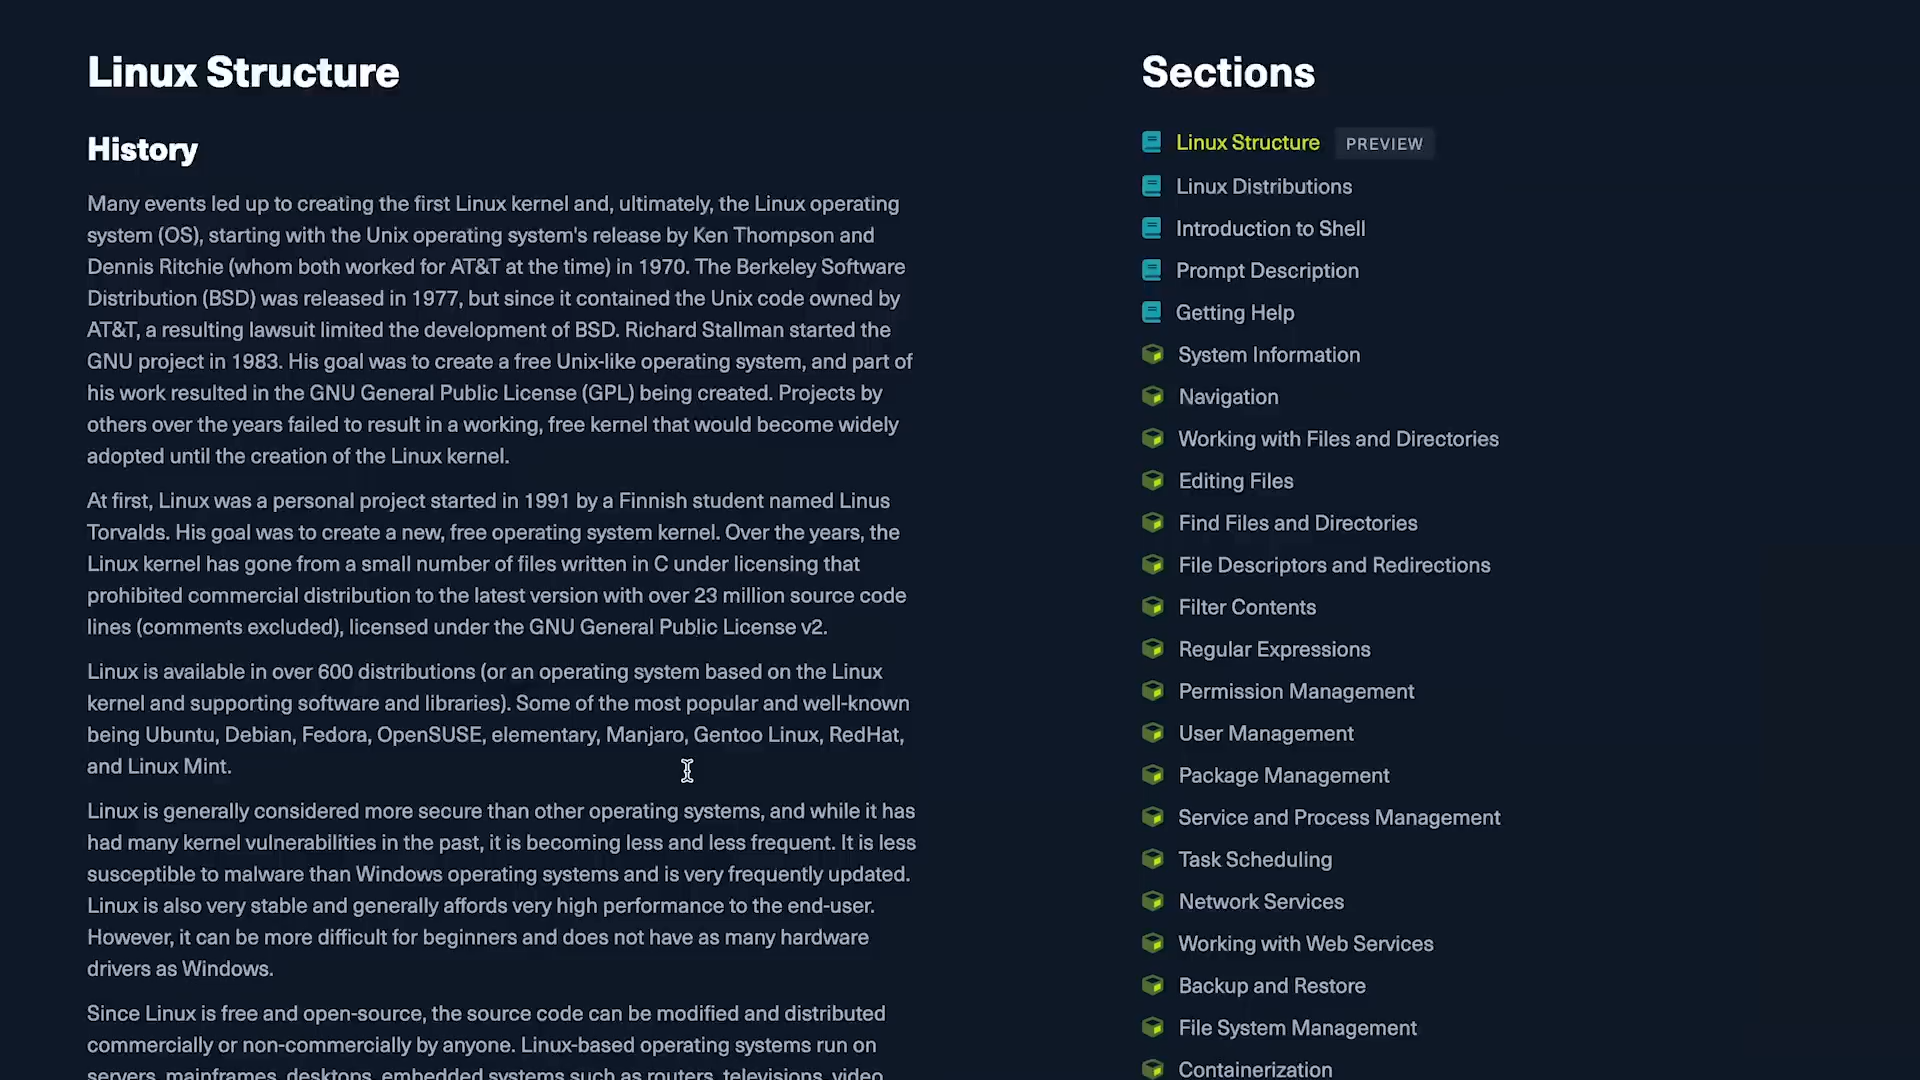 Linux Structure
History
Many events led up to creating the first Linux kernel and, ultimately, the Linux operating
system (OS), starting with the Unix operating system's release by Ken Thompson and
Dennis Ritchie (whom both worked for AT&T at the time) in 1970. The Berkeley Software
Distribution (BSD) was released in 1977, but since it contained the Unix code owned by
AT&T, a resulting lawsuit limited the development of BSD. Richard Stallman started the
GNU project in 1983. His goal was to create a free Unix-like operating system, and part of
his work resulted in the GNU General Public License (GPL) being created. Projects by
others over the years failed to result in a working, free kernel that would become widely
adopted until the creation of the Linux kernel.
At first, Linux was a personal project started in 1991 by a Finnish student named Linus
Torvalds. His goal was to create a new, free operating system kernel. Over the years, the
Linux kernel has gone from a small number of files written in C under licensing that
prohibited commercial distribution to the latest version with over 23 million source code
lines (comments excluded), licensed under the GNU General Public License v2.
Linux is available in over 600 distributions (or an operating system based on the Linux
kernel and supporting software and libraries). Some of the most popular and well-known
being Ubuntu, Debian, Fedora, OpenSUSE, elementary, Manjaro, Gentoo Linux, RedHat,
and Linux Mint.
Linux is generally considered more secure than other operating systems, and while it has
had many kernel vulnerabilities in the past, it is becoming less and less frequent. It is less
susceptible to malware than Windows operating systems and is very frequently updated.
Linux is also very stable and generally affords very high performance to the end-user.
However, it can be more difficult for beginners and does not have as many hardware
drivers as Windows.
Since Linux is free and open-source, the source code can be modified and distributed
commercially or non-commercially by anyone. Linux-based operating systems run on
servers, mainframes, desktops, embedded systems such as routers, televisions, video
Sections
Linux Structure PREVIEW
Linux Distributions
Introduction to Shell
Prompt Description
Getting Help
System Information
Navigation
Working with Files and Directories
Editing Files
Find Files and Directories
File Descriptors and Redirections
Filter Contents
Regular Expressions
Permission Management
User Management
Package Management
Service and Process Management
Task Scheduling
Network Services
Working with Web Services
Backup and Restore
File System Management
Containerization